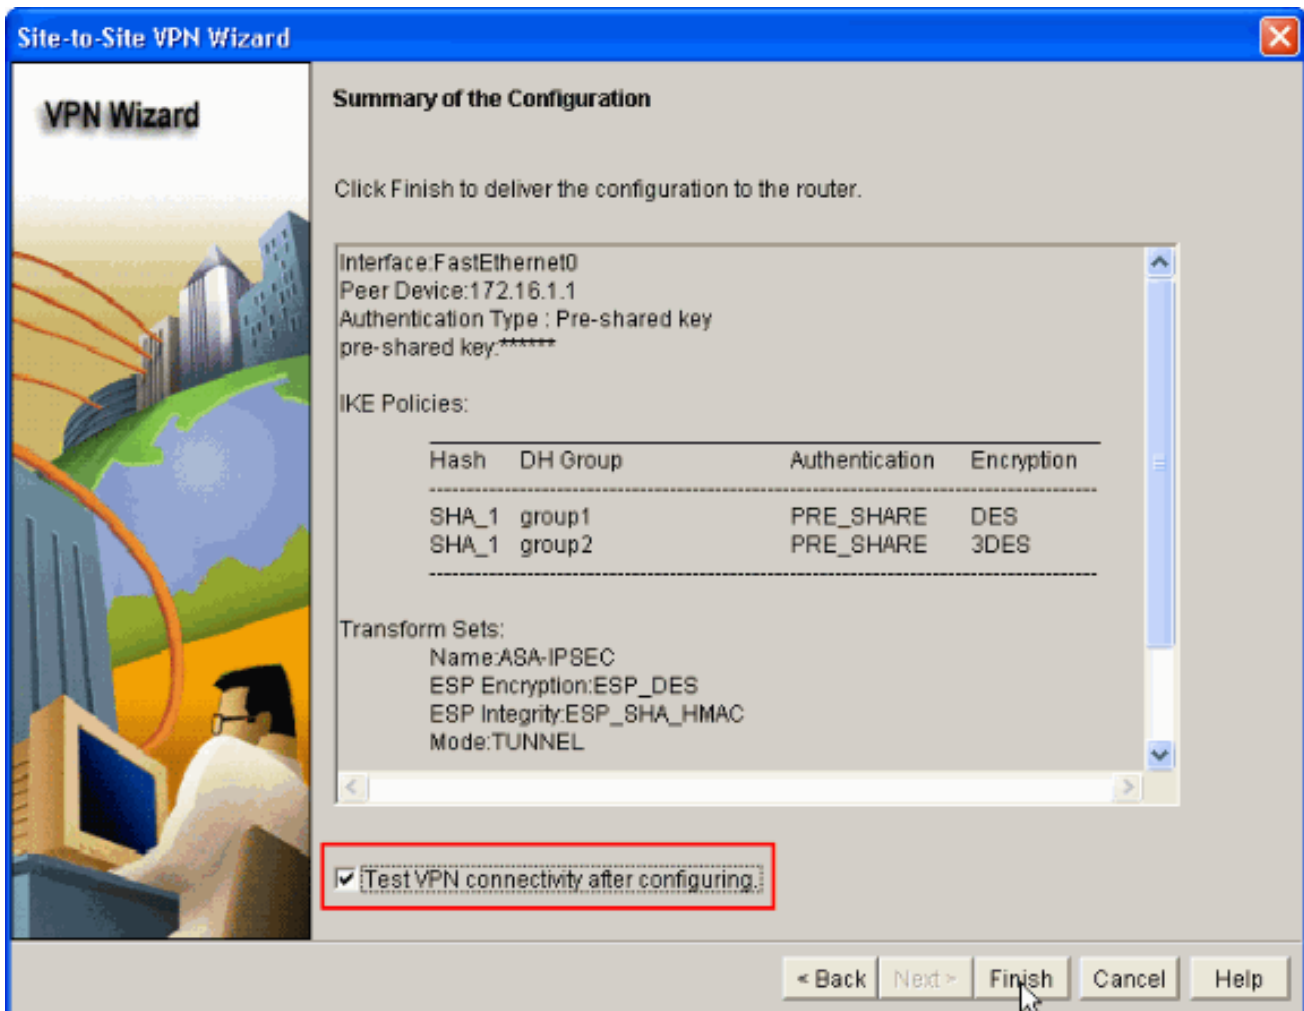 Site-to-Site VPN Wizard
VPN Wizard
Summary of the Configuration
Click Finish to deliver the configuration to the router.
Interface:FastEthernet0
Peer Device:172.16.1.1
Authentication Type : Pre-shared key
pre-shared key:******
IKE Policies:
Hash DH Group Authentication Encryption
SHA_1 group1 PRE_SHARE DES
SHA_1 group2 PRE_SHARE 3DES
Transform Sets:
Name:ASA-IPSEC
ESP Encryption:ESP_DES
ESP Integrity:ESP_SHA_HMAC
Mode:TUNNEL
Test VPN connectivity after configuring.
< Back Next > Finish Cancel Help